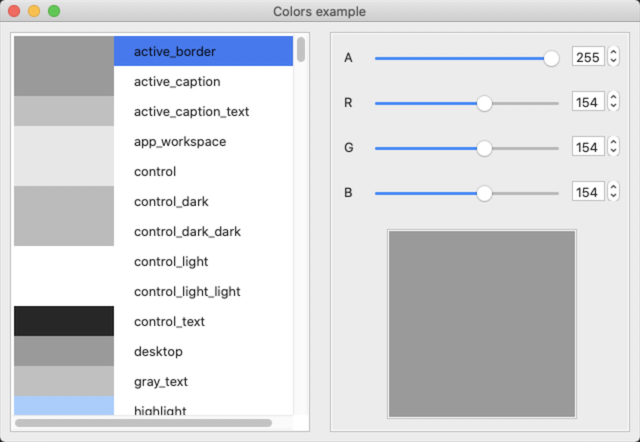 Colors example
active_border
active_caption
active_caption_text
app_workspace
control
control_dark
control_dark_dark
control_light
control_light_light
control_text
desktop
gray_text
highlight
A 255
R 154
G 154
B 154